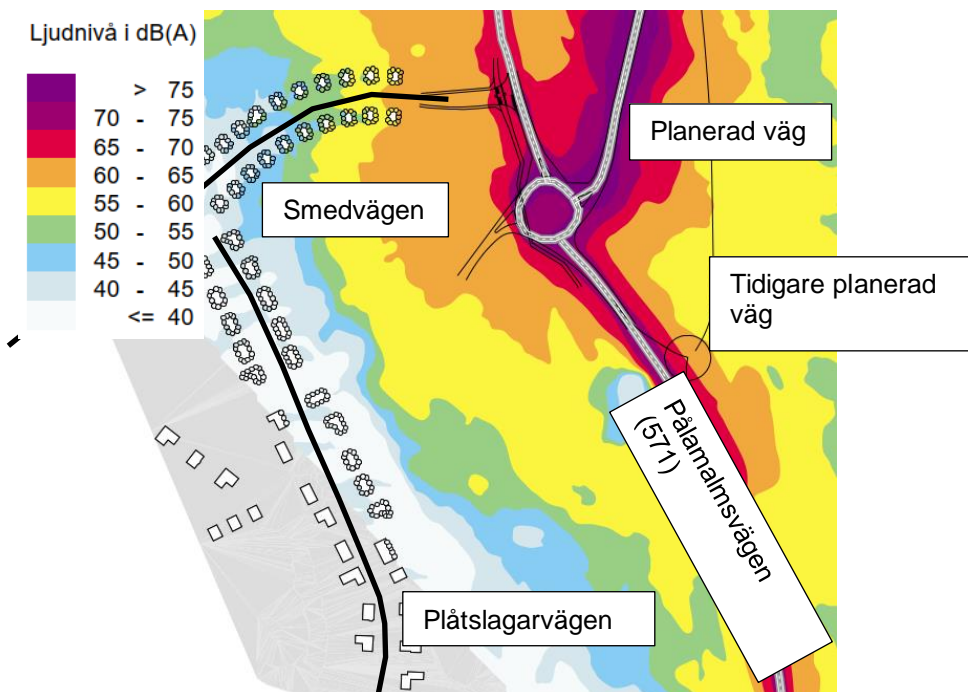 Ljudnivå i dB(A)
> 75
70 - 75
65 - 70
60 - 65
55 - 60
50 - 55
45 - 50
40 - 45
<= 40
Planerad väg
Smedvägen
Tidigare planerad
väg
Pålamalmsvägen
(571)
Plåtslagarvägen